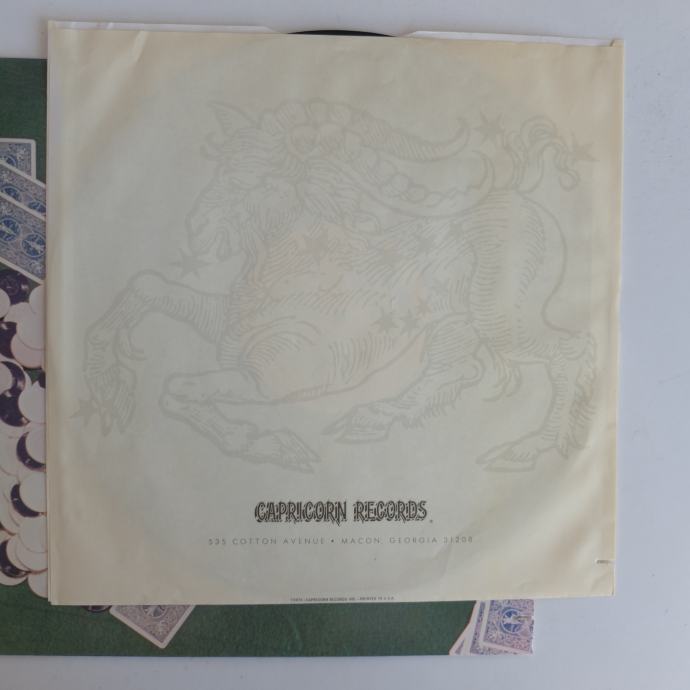 CAPRICORN RECORDS
535 COTTON AVENUE • MACON, GEORGIA 31208